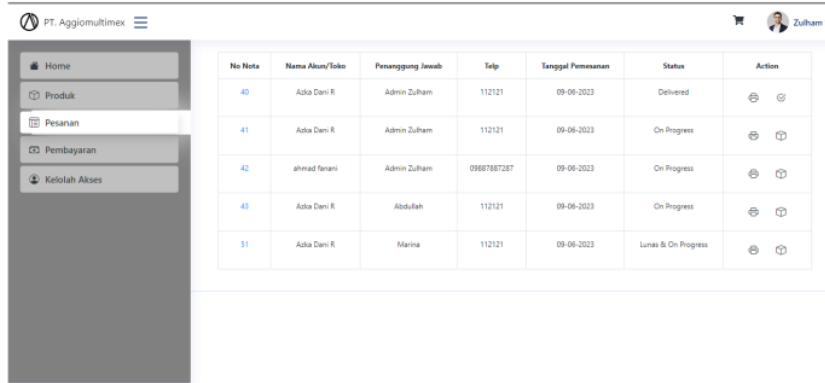 PT. Aggiomultimex
Zulham
Home
Produk
Pesanan
Pembayaran
Kelolah Akses
No Nota Nama Akun/Toko Penanggung Jawab Telp Tanggal Pemesanan Status Action
40 Azka Dani R Admin Zulham 112121 09-06-2023 Delivered
41 Azka Dani R Admin Zulham 112121 09-06-2023 On Progress
42 ahmad fanani Admin Zulham 09887887287 09-06-2023 On Progress
43 Azka Dani R Abdullah 112121 09-06-2023 On Progress
51 Azka Dani R Marina 112121 09-06-2023 Lunas & On Progress